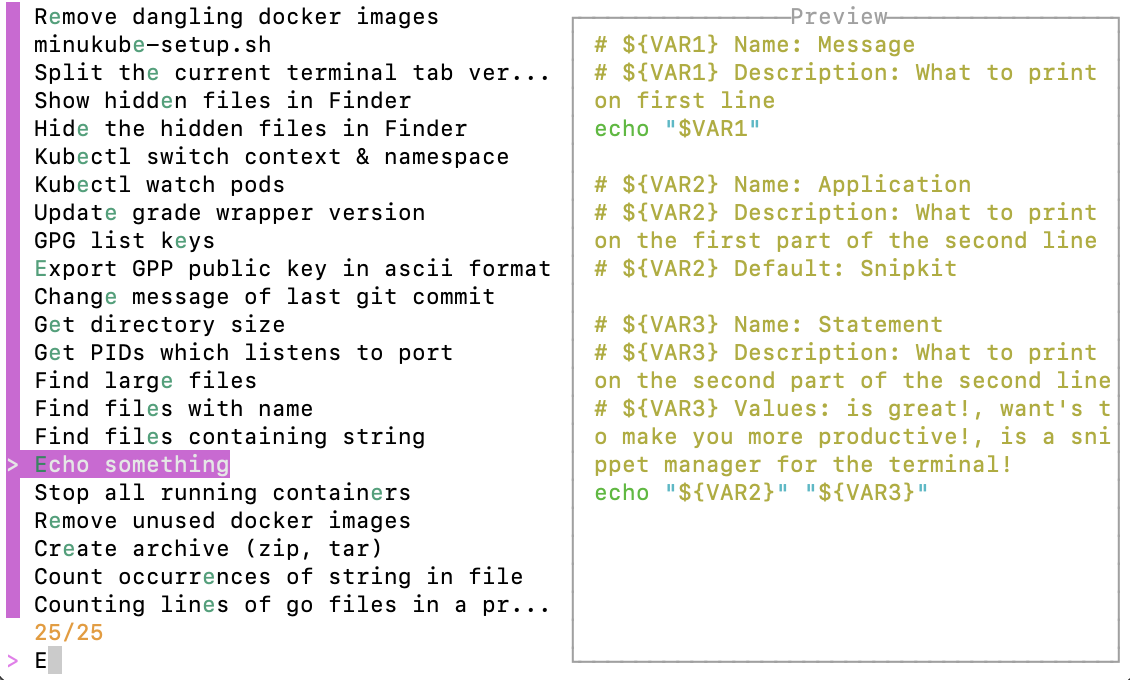 Remove dangling docker images
minukube-setup.sh
Split the current terminal tab ver...
Show hidden files in Finder
Hide the hidden files in Finder
Kubectl switch context & namespace
Kubectl watch pods
Update grade wrapper version
GPG list keys
Export GPP public key in ascii format
Change message of last git commit
Get directory size
Get PIDs which listens to port
Find large files
Find files with name
Find files containing string
> Echo something
Stop all running containers
Remove unused docker images
Create archive (zip, tar)
Count occurrences of string in file
Counting lines of go files in a pr...
25/25
> E
Preview
# ${VAR1} Name: Message
# ${VAR1} Description: What to print
on first line
echo "$VAR1"
# ${VAR2} Name: Application
# ${VAR2} Description: What to print
on the first part of the second line
# ${VAR2} Default: Snipkit
# ${VAR3} Name: Statement
# ${VAR3} Description: What to print
on the second part of the second line
# ${VAR3} Values: is great!, want's t
o make you more productive!, is a sni
ppet manager for the terminal!
echo "${VAR2}" "${VAR3}"